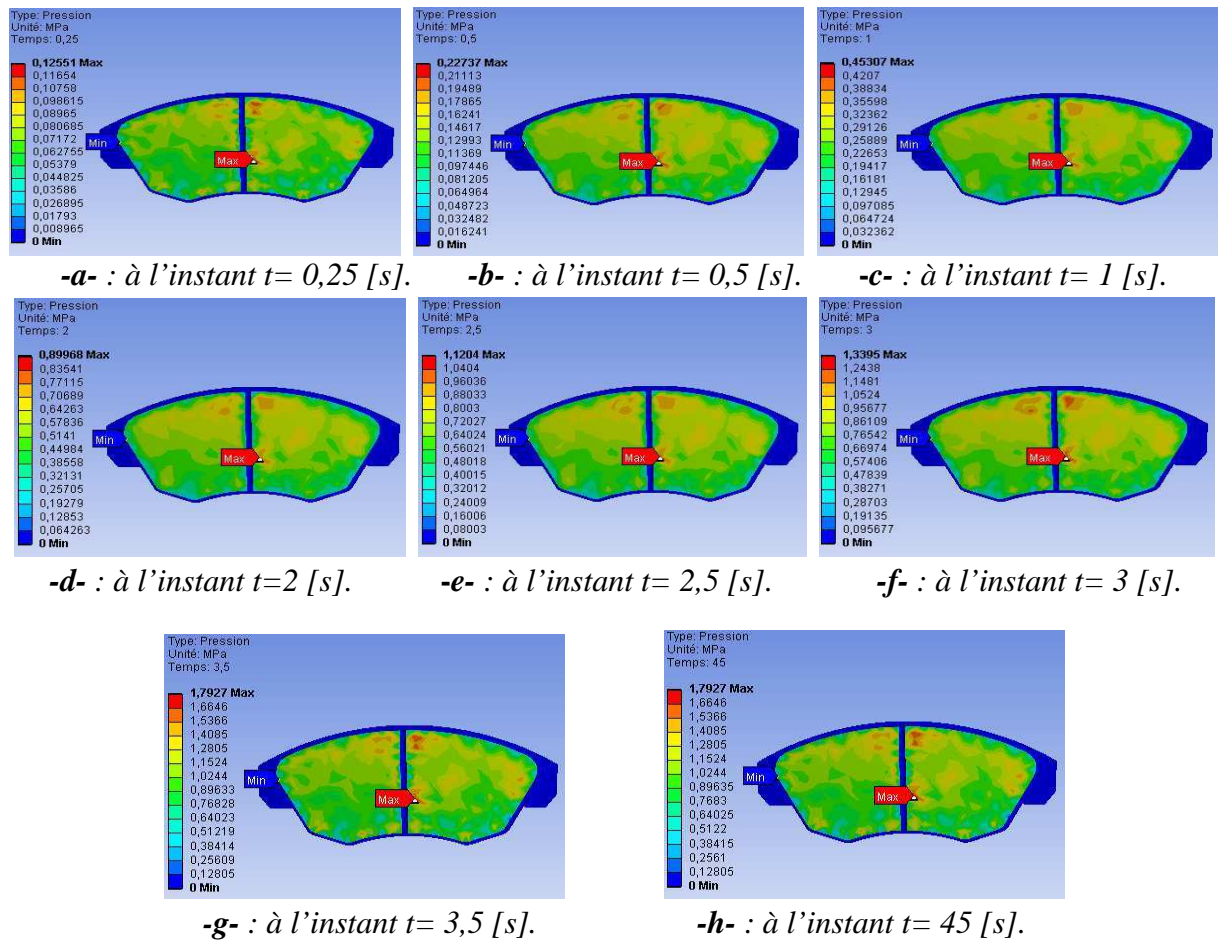 Type: Pression
Unité: MPa
Temps: 0,25
0,12551 Max
0,11654
0,10758
0,098615
0,08965
0,080685
0,07172
0,062755
0,05379
0,044825
0,03586
0,026895
0,01793
0,008965
0 Min
Min
Max
Type: Pression
Unité: MPa
Temps: 0,5
0,22737 Max
0,21113
0,19489
0,17865
0,16241
0,14617
0,12993
0,11369
0,097446
0,081205
0,064964
0,048723
0,032482
0,016241
0 Min
Min
Max
Type: Pression
Unité: MPa
Temps: 1
0,45307 Max
0,4207
0,38834
0,35598
0,32362
0,29126
0,25889
0,22653
0,19417
0,16181
0,12945
0,097085
0,064724
0,032362
0 Min
Min
Max
-a- : à l'instant t= 0,25 [s].
-b- : à l'instant t= 0,5 [s].
-c- : à l'instant t= 1 [s].
Type: Pression
Unité: MPa
Temps: 2
0,89968 Max
0,83541
0,77115
0,70689
0,64263
0,57836
0,5141
0,44984
0,38558
0,32131
0,25705
0,19279
0,12853
0,064263
0 Min
Min
Max
Type: Pression
Unité: MPa
Temps: 2,5
1,1204 Max
1,0404
0,96036
0,88033
0,8003
0,72027
0,64024
0,56021
0,48018
0,40015
0,32012
0,24009
0,16006
0,08003
0 Min
Min
Max
Type: Pression
Unité: MPa
Temps: 3
1,3395 Max
1,2438
1,1481
1,0524
0,95677
0,86109
0,76542
0,66974
0,57406
0,47839
0,38271
0,28703
0,19135
0,095677
0 Min
Min
Max
-d- : à l'instant t=2 [s].
-e- : à l'instant t= 2,5 [s].
-f- : à l'instant t= 3 [s].
Type: Pression
Unité: MPa
Temps: 3,5
1,7927 Max
1,6646
1,5366
1,4085
1,2805
1,1524
1,0244
0,89633
0,76828
0,64023
0,51219
0,38414
0,25609
0,12805
0 Min
Min
Max
Type: Pression
Unité: MPa
Temps: 45
1,7927 Max
1,6646
1,5366
1,4085
1,2805
1,1524
1,0244
0,89635
0,7683
0,64025
0,5122
0,38415
0,2561
0,12805
0 Min
Min
Max
-g- : à l'instant t= 3,5 [s].
-h- : à l'instant t= 45 [s].